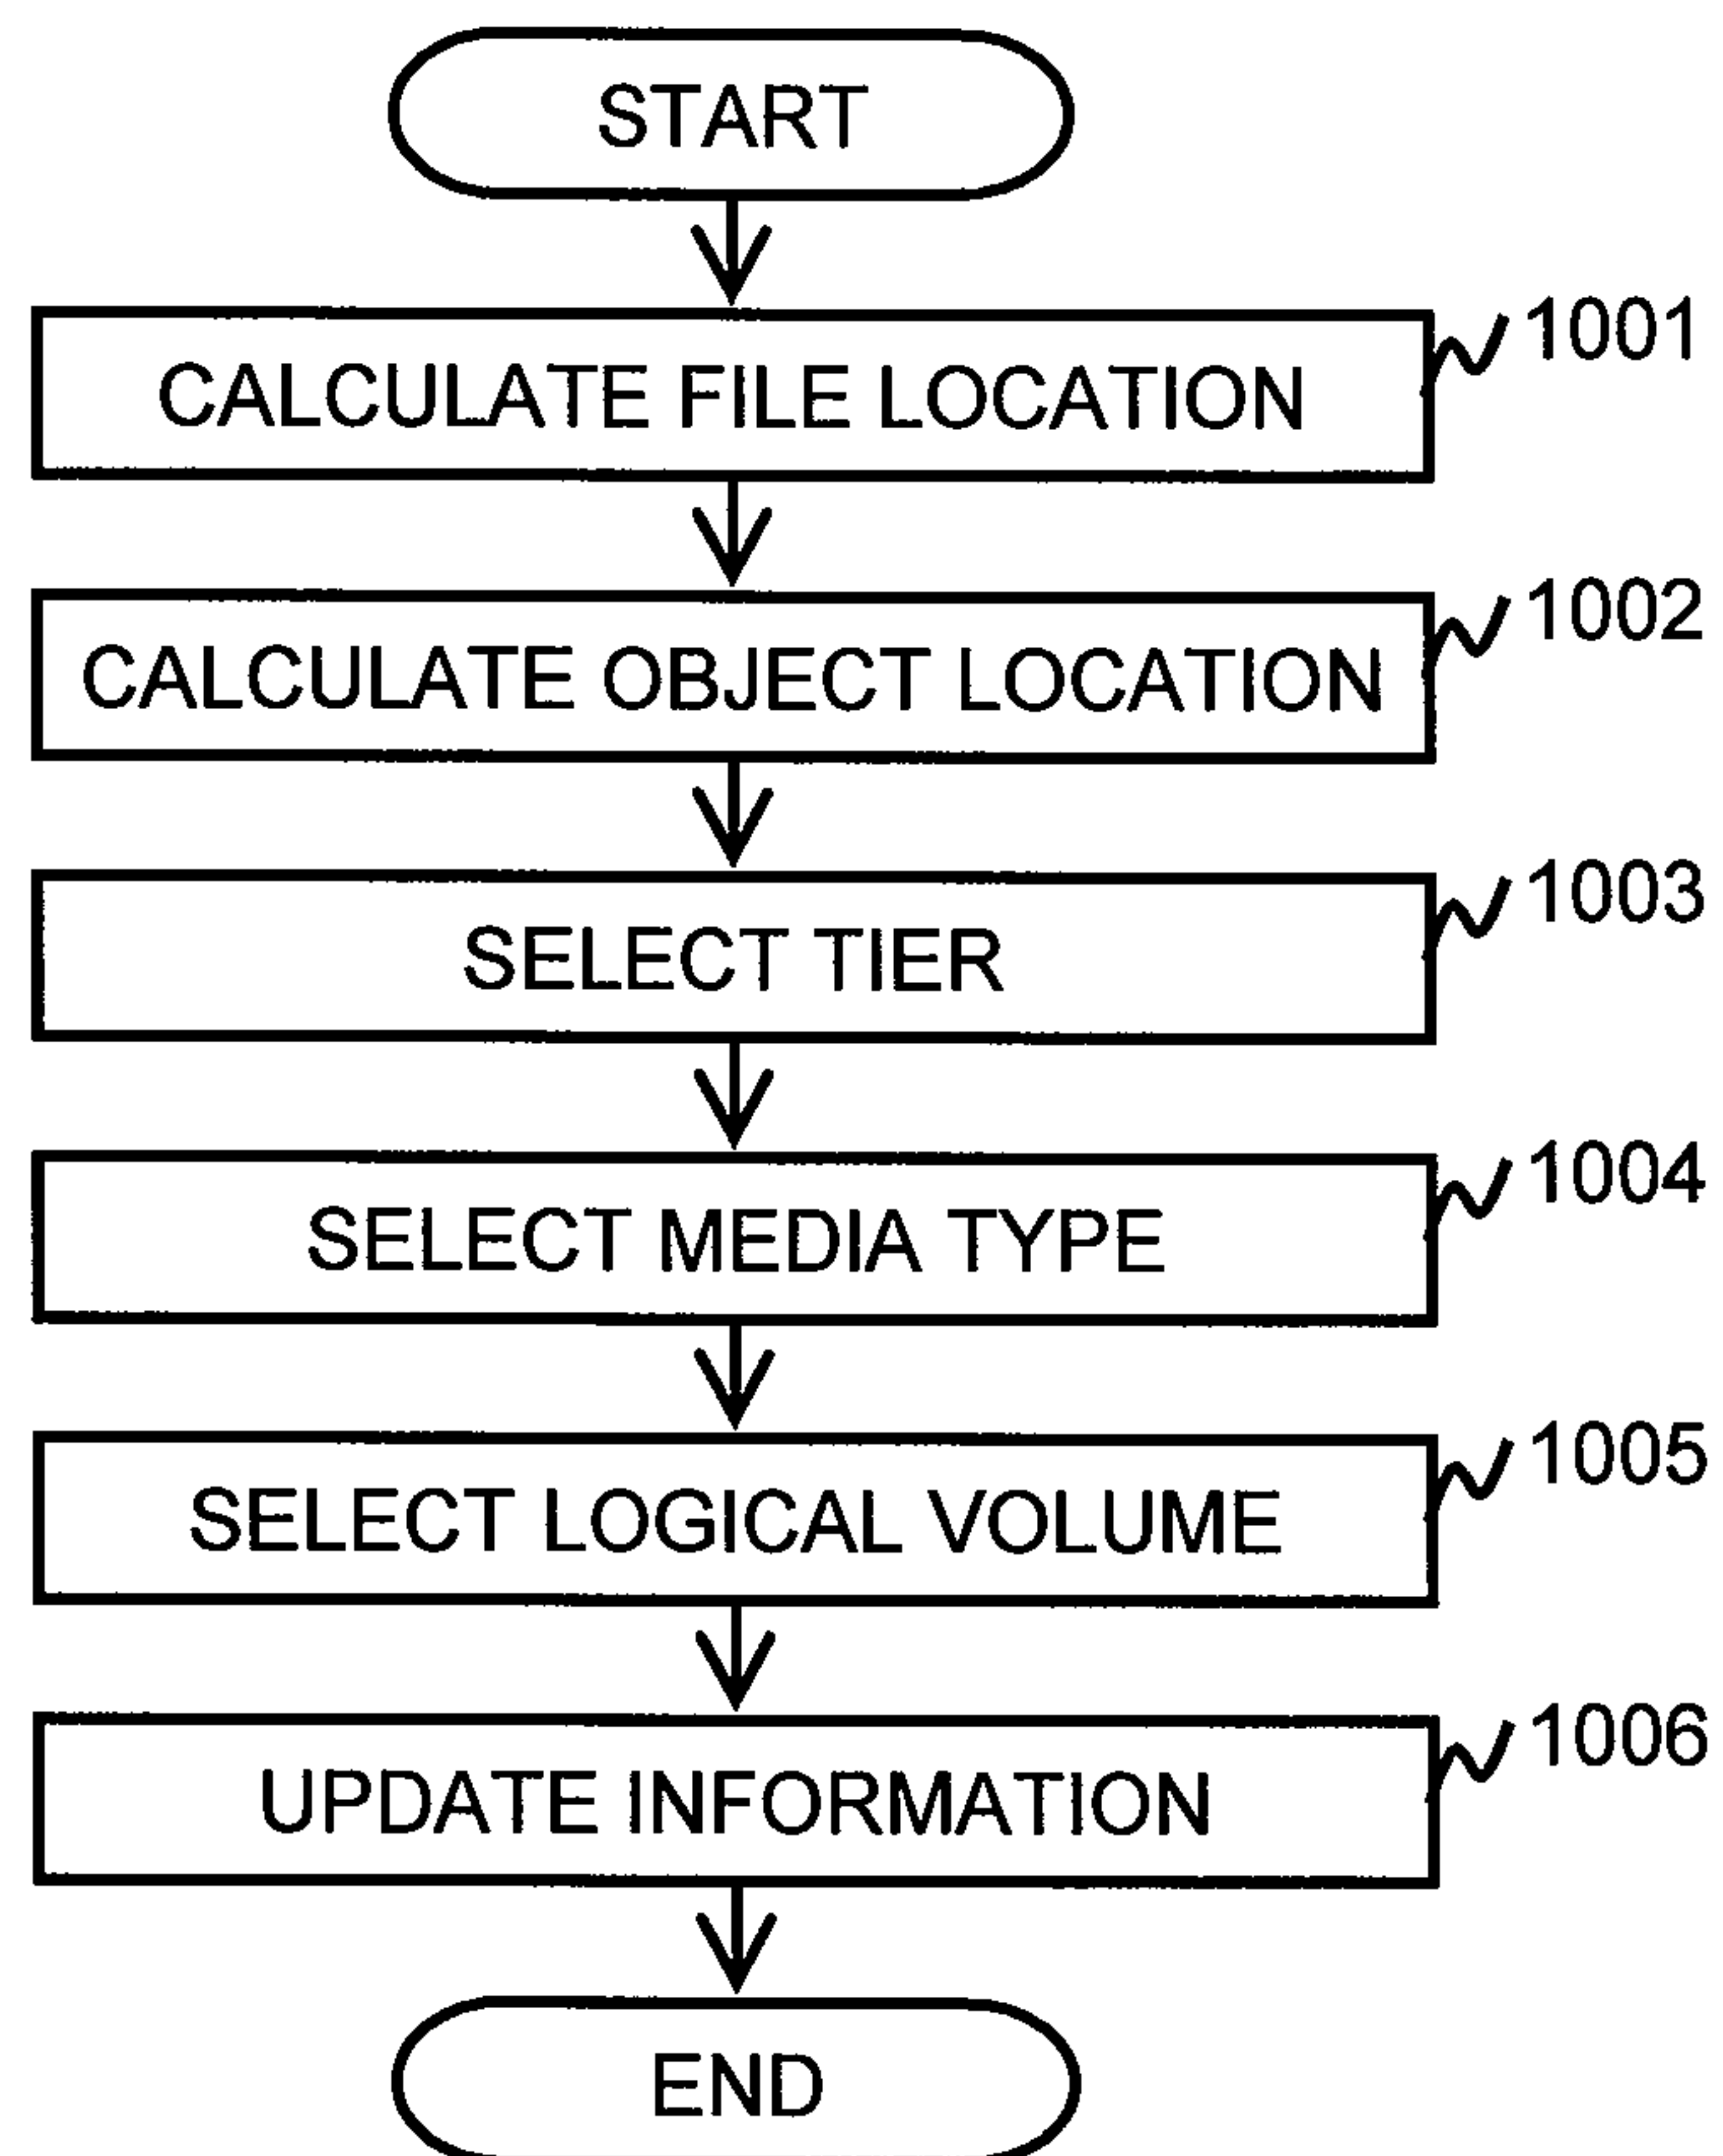 START
1001
CALCULATE FILE LOCATION
1002
CALCULATE OBJECT LOCATION
1003
SELECT TIER
1004
SELECT MEDIA TYPE
1005
SELECT LOGICAL VOLUME
1006
UPDATE INFORMATION
END